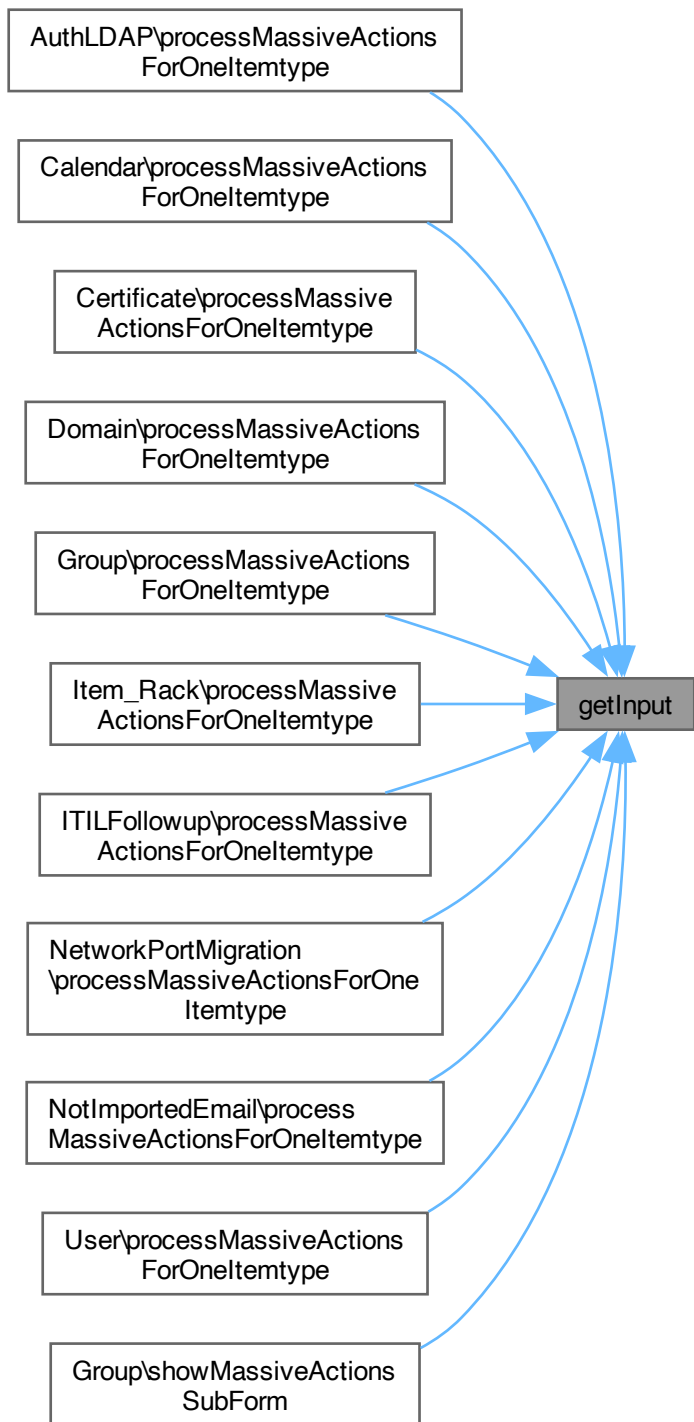 AuthLDAP\processMassiveActions
ForOneItemtype
Calendar\processMassiveActions
ForOneItemtype
Certificate\processMassive
ActionsForOneItemtype
Domain\processMassiveActions
ForOneItemtype
Group\processMassiveActions
ForOneItemtype
Item_Rack\processMassive
ActionsForOneItemtype
getInput
ITILFollowup\processMassive
ActionsForOneItemtype
NetworkPortMigration
\processMassiveActionsForOne
Itemtype
NotImportedEmail\process
MassiveActionsForOneItemtype
User\processMassiveActions
ForOneItemtype
Group\showMassiveActions
SubForm